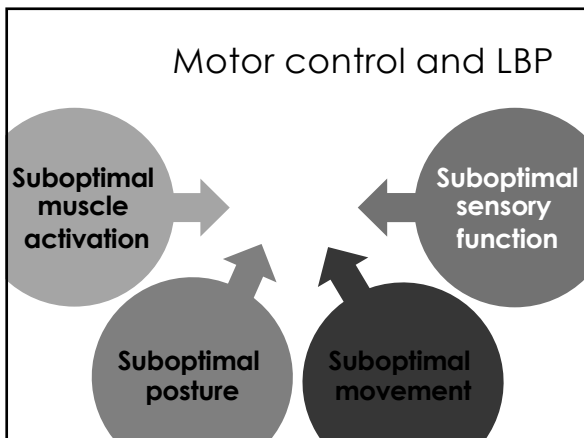 Motor control and LBP
Suboptimal
muscle
activation
Suboptimal
sensory
function
Suboptimal
posture
Suboptimal
movement